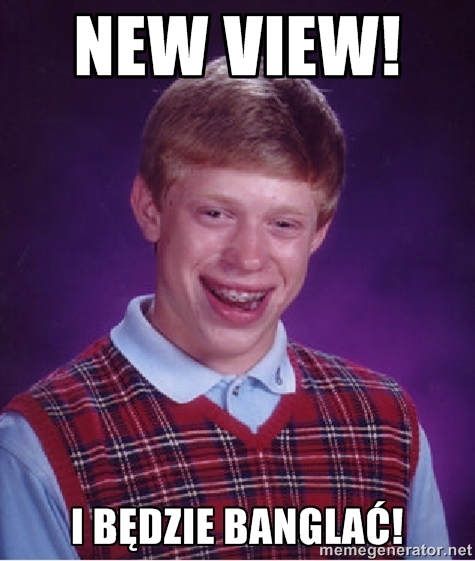 NEW VIEW!
I BĘDZIE BANGLAĆ!
memegenerator.net